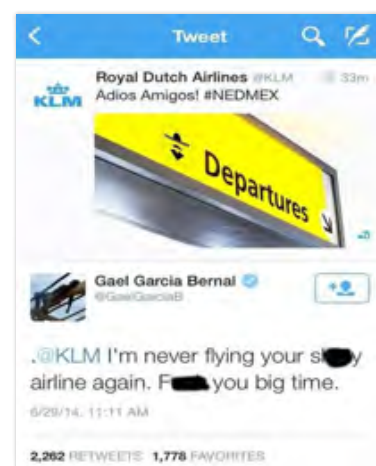 Tweet
Royal Dutch Airlines @KLM 33m
KLM
Adios Amigos! #NEDMEX
Departures
Gael Garcia Bernal
@GaelGarciaB
.@KLM I'm never flying your s y
airline again. F you big time.
6/29/14, 11:11 AM
2,262 RETWEETS 1,778 FAVORITES